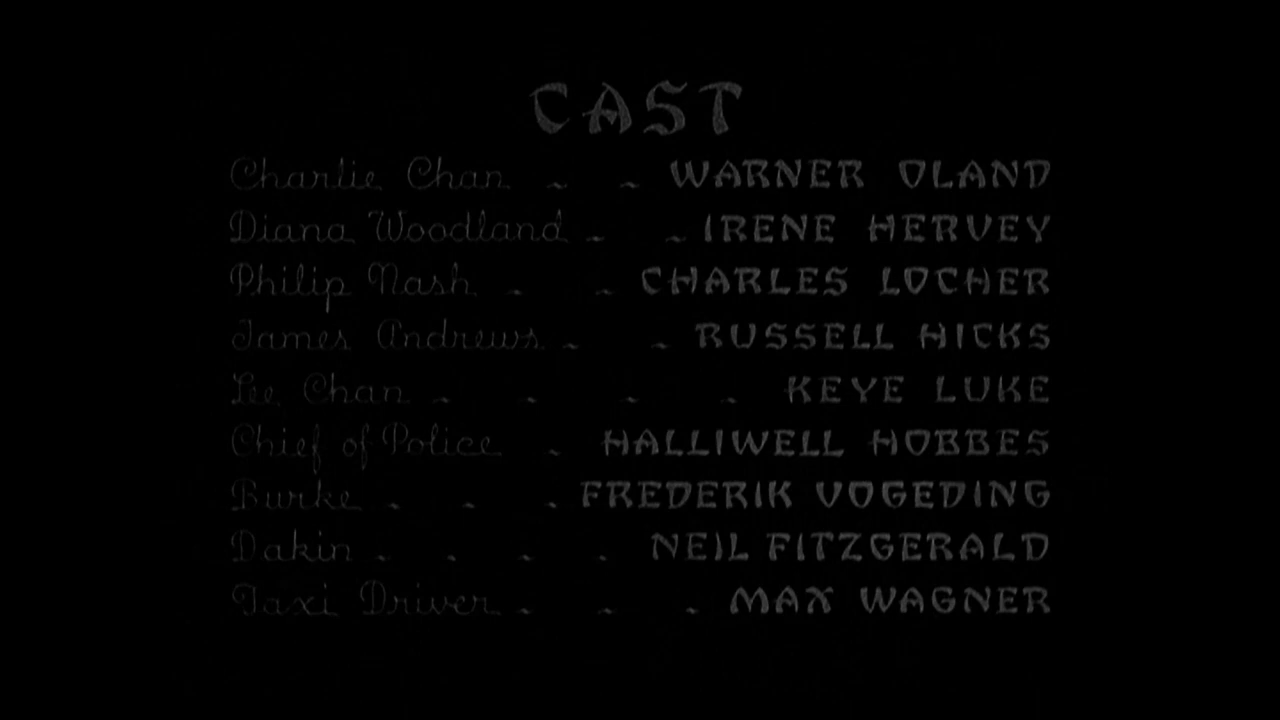 CAST
Charlie Chan ~ ~ WARNER OLAND
Diana Woodland ~ ~ IRENE HERVEY
Philip Nash ~ ~ CHARLES LOCHER
James Andrews ~ ~ RUSSELL HICKS
Lee Chan ~ ~ ~ ~ KEYE LUKE
Chief of Police ~ HALLIWELL HOBBES
Burke ~ ~ ~ FREDERIK VOGEDING
Dakin ~ ~ ~ ~ NEIL FITZGERALD
Taxi Driver ~ ~ ~ MAX WAGNER